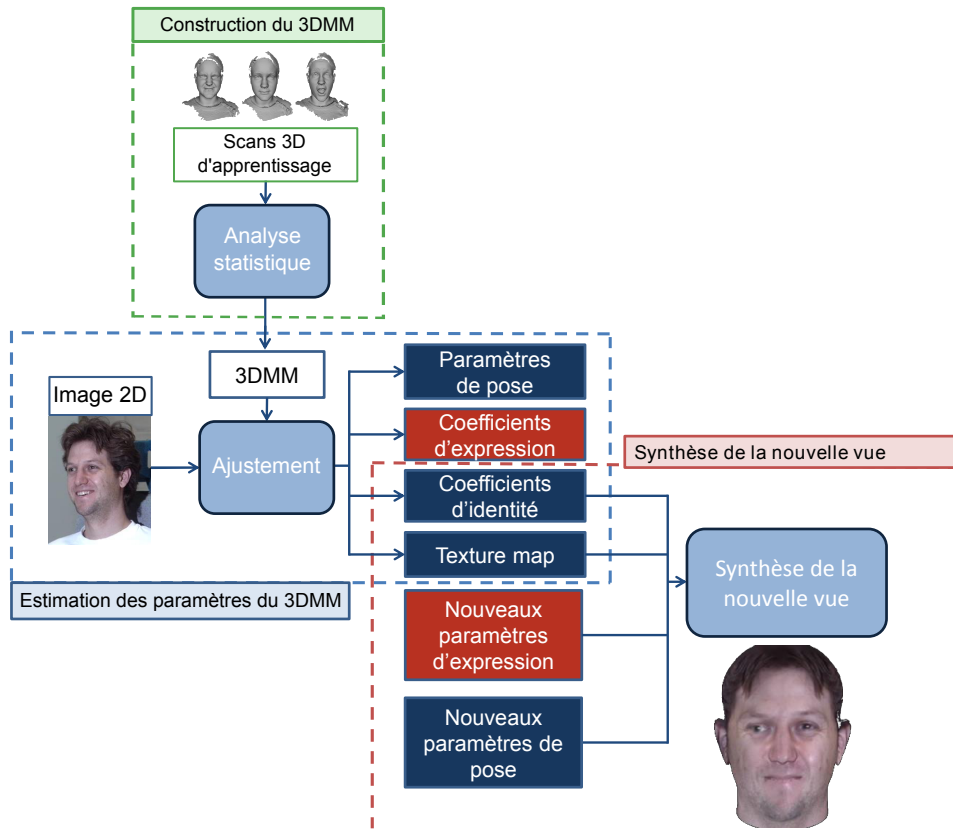 Construction du 3DMM
Scans 3D
d'apprentissage
Analyse
statistique
3DMM
Image 2D
Ajustement
Paramètres
de pose
Coefficients
d’expression
Synthèse de la nouvelle vue
Coefficients
d’identité
Texture map
Estimation des paramètres du 3DMM
Synthèse de la
nouvelle vue
Nouveaux
paramètres
d’expression
Nouveaux
paramètres de
pose